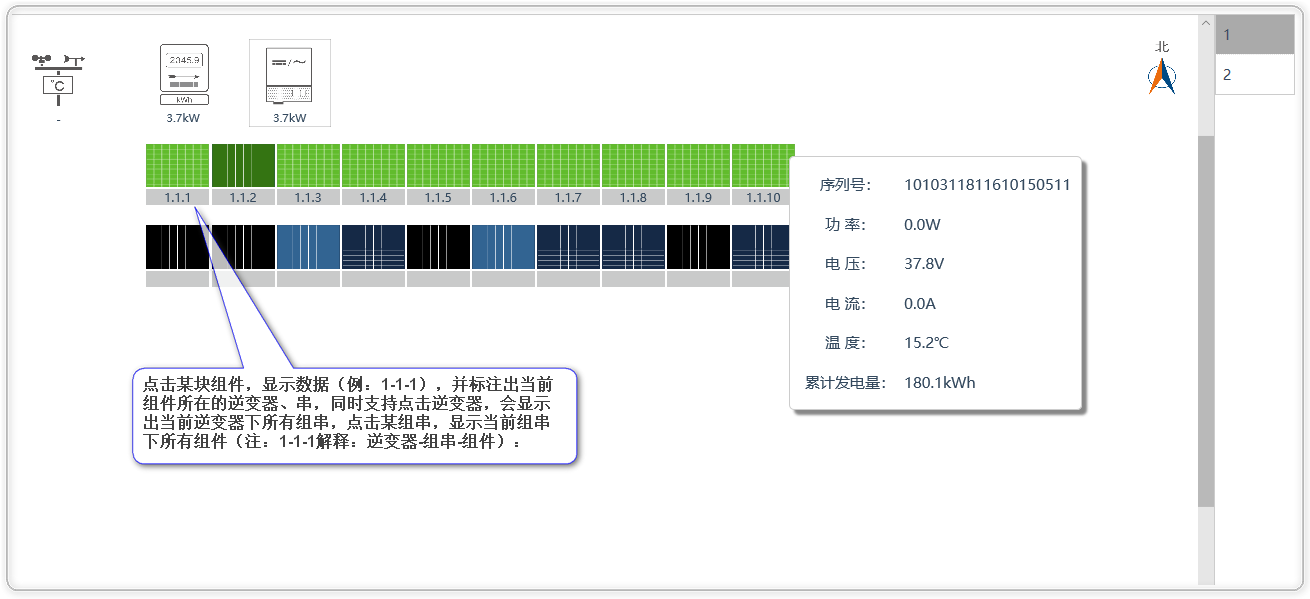 1
2
北
2345.9
kWh
℃
-
3.7kW
3.7kW
1.1.1
1.1.2
1.1.3
1.1.4
1.1.5
1.1.6
1.1.7
1.1.8
1.1.9
1.1.10
序列号： 1010311811610150511
功 率： 0.0W
电 压： 37.8V
电 流： 0.0A
温 度： 15.2℃
累计发电量： 180.1kWh
点击某块组件，显示数据（例：1-1-1），并标注出当前
组件所在的逆变器、串，同时支持点击逆变器，会显示
出当前逆变器下所有组串，点击某组串，显示当前组串
下所有组件（注：1-1-1解释：逆变器-组串-组件）：